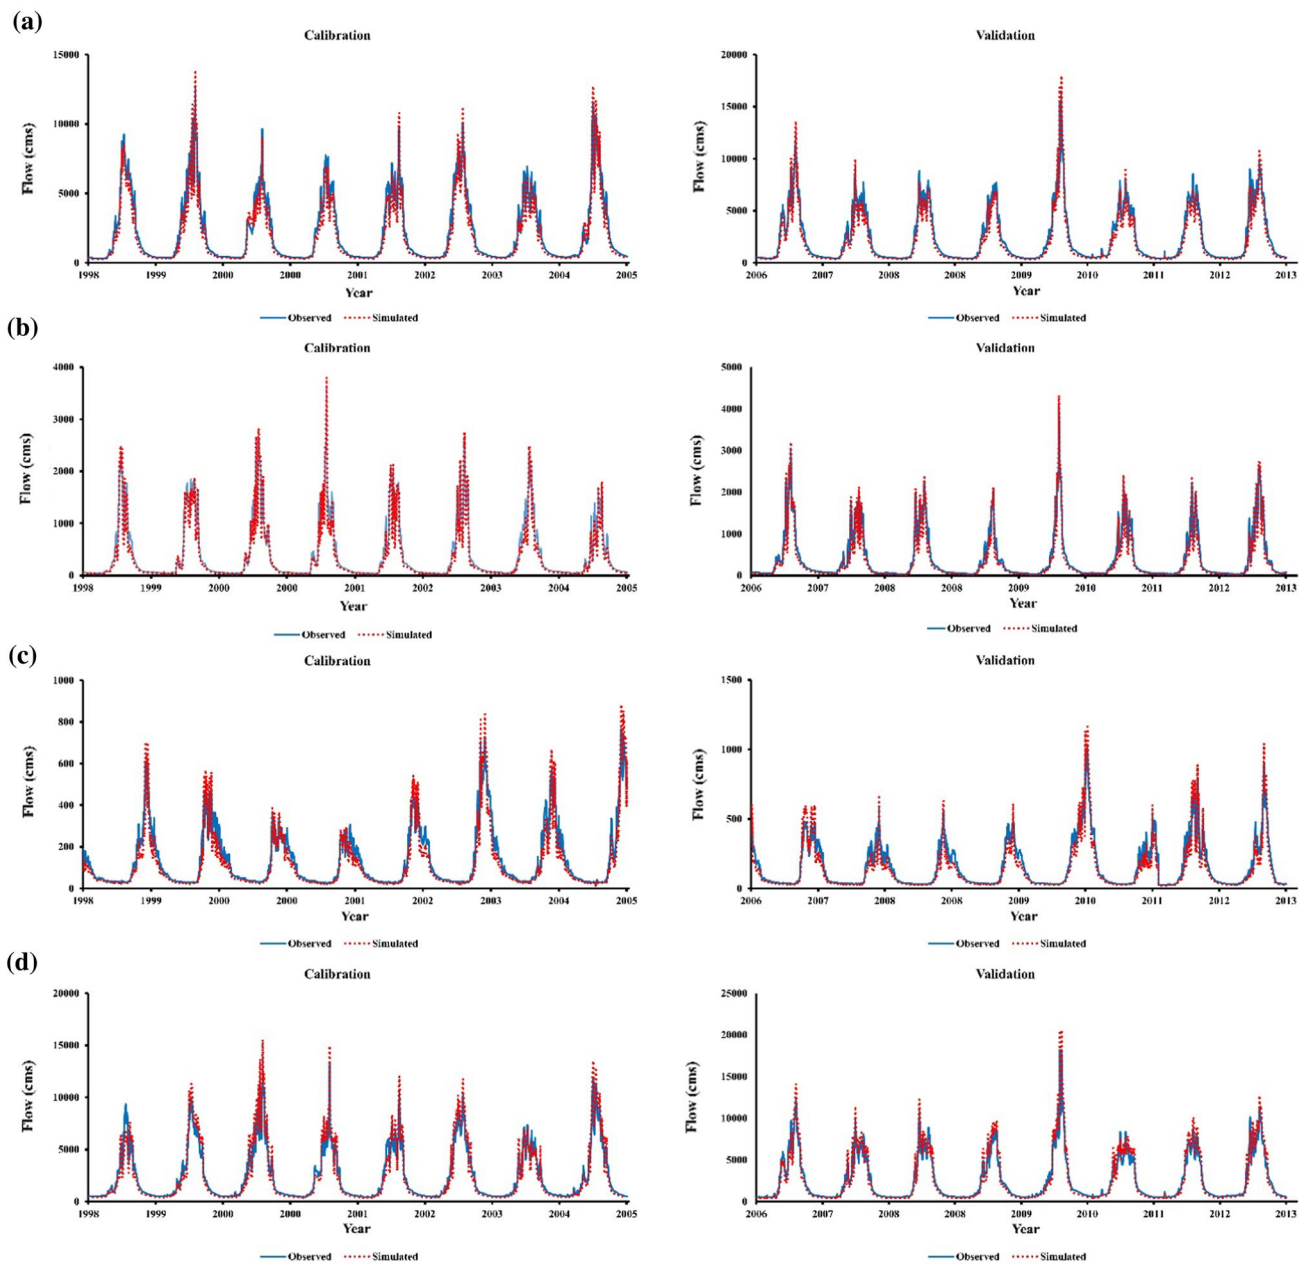 (a)
Calibration
Flow (cms)
15000
10000
5000
0
1998 1999 2000 2000 2001 2002 2003 2004 2005
Year
Observed Simulated
Validation
Flow (cms)
20000
15000
10000
5000
0
2006 2007 2008 2008 2009 2010 2011 2012 2013
Year
Observed Simulated
(b)
Calibration
Flow (cms)
4000
3000
2000
1000
0
1998 1999 2000 2000 2001 2002 2003 2004 2005
Year
Observed Simulated
Validation
Flow (cms)
5000
4000
3000
2000
1000
0
2006 2007 2008 2008 2009 2010 2011 2012 2013
Year
Observed Simulated
(c)
Calibration
Flow (cms)
1000
800
600
400
200
0
1998 1999 2000 2000 2001 2002 2003 2004 2005
Year
Observed Simulated
Validation
Flow (cms)
1500
1000
500
0
2006 2007 2008 2008 2009 2010 2011 2012 2013
Year
Observed Simulated
(d)
Calibration
Flow (cms)
20000
15000
10000
5000
0
1998 1999 2000 2000 2001 2002 2003 2004 2005
Year
Observed Simulated
Validation
Flow (cms)
25000
20000
15000
10000
5000
0
2006 2007 2008 2008 2009 2010 2011 2012 2013
Year
Observed Simulated